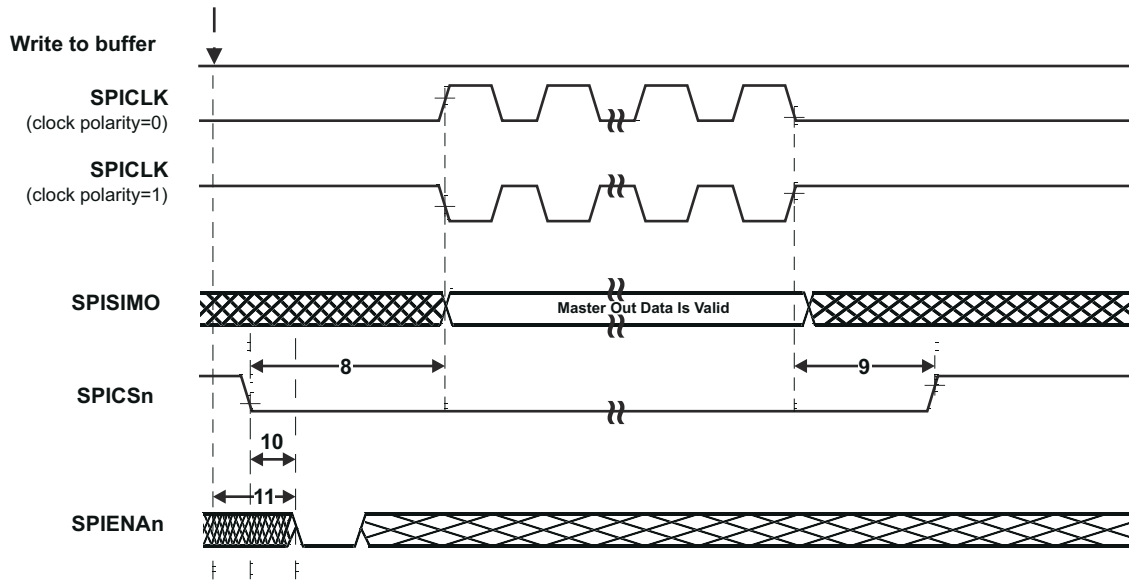 Write to buffer
SPICLK
(clock polarity=0)
SPICLK
(clock polarity=1)
SPISIMO
Master Out Data Is Valid
8
9
SPICSn
10
11
SPIENAn